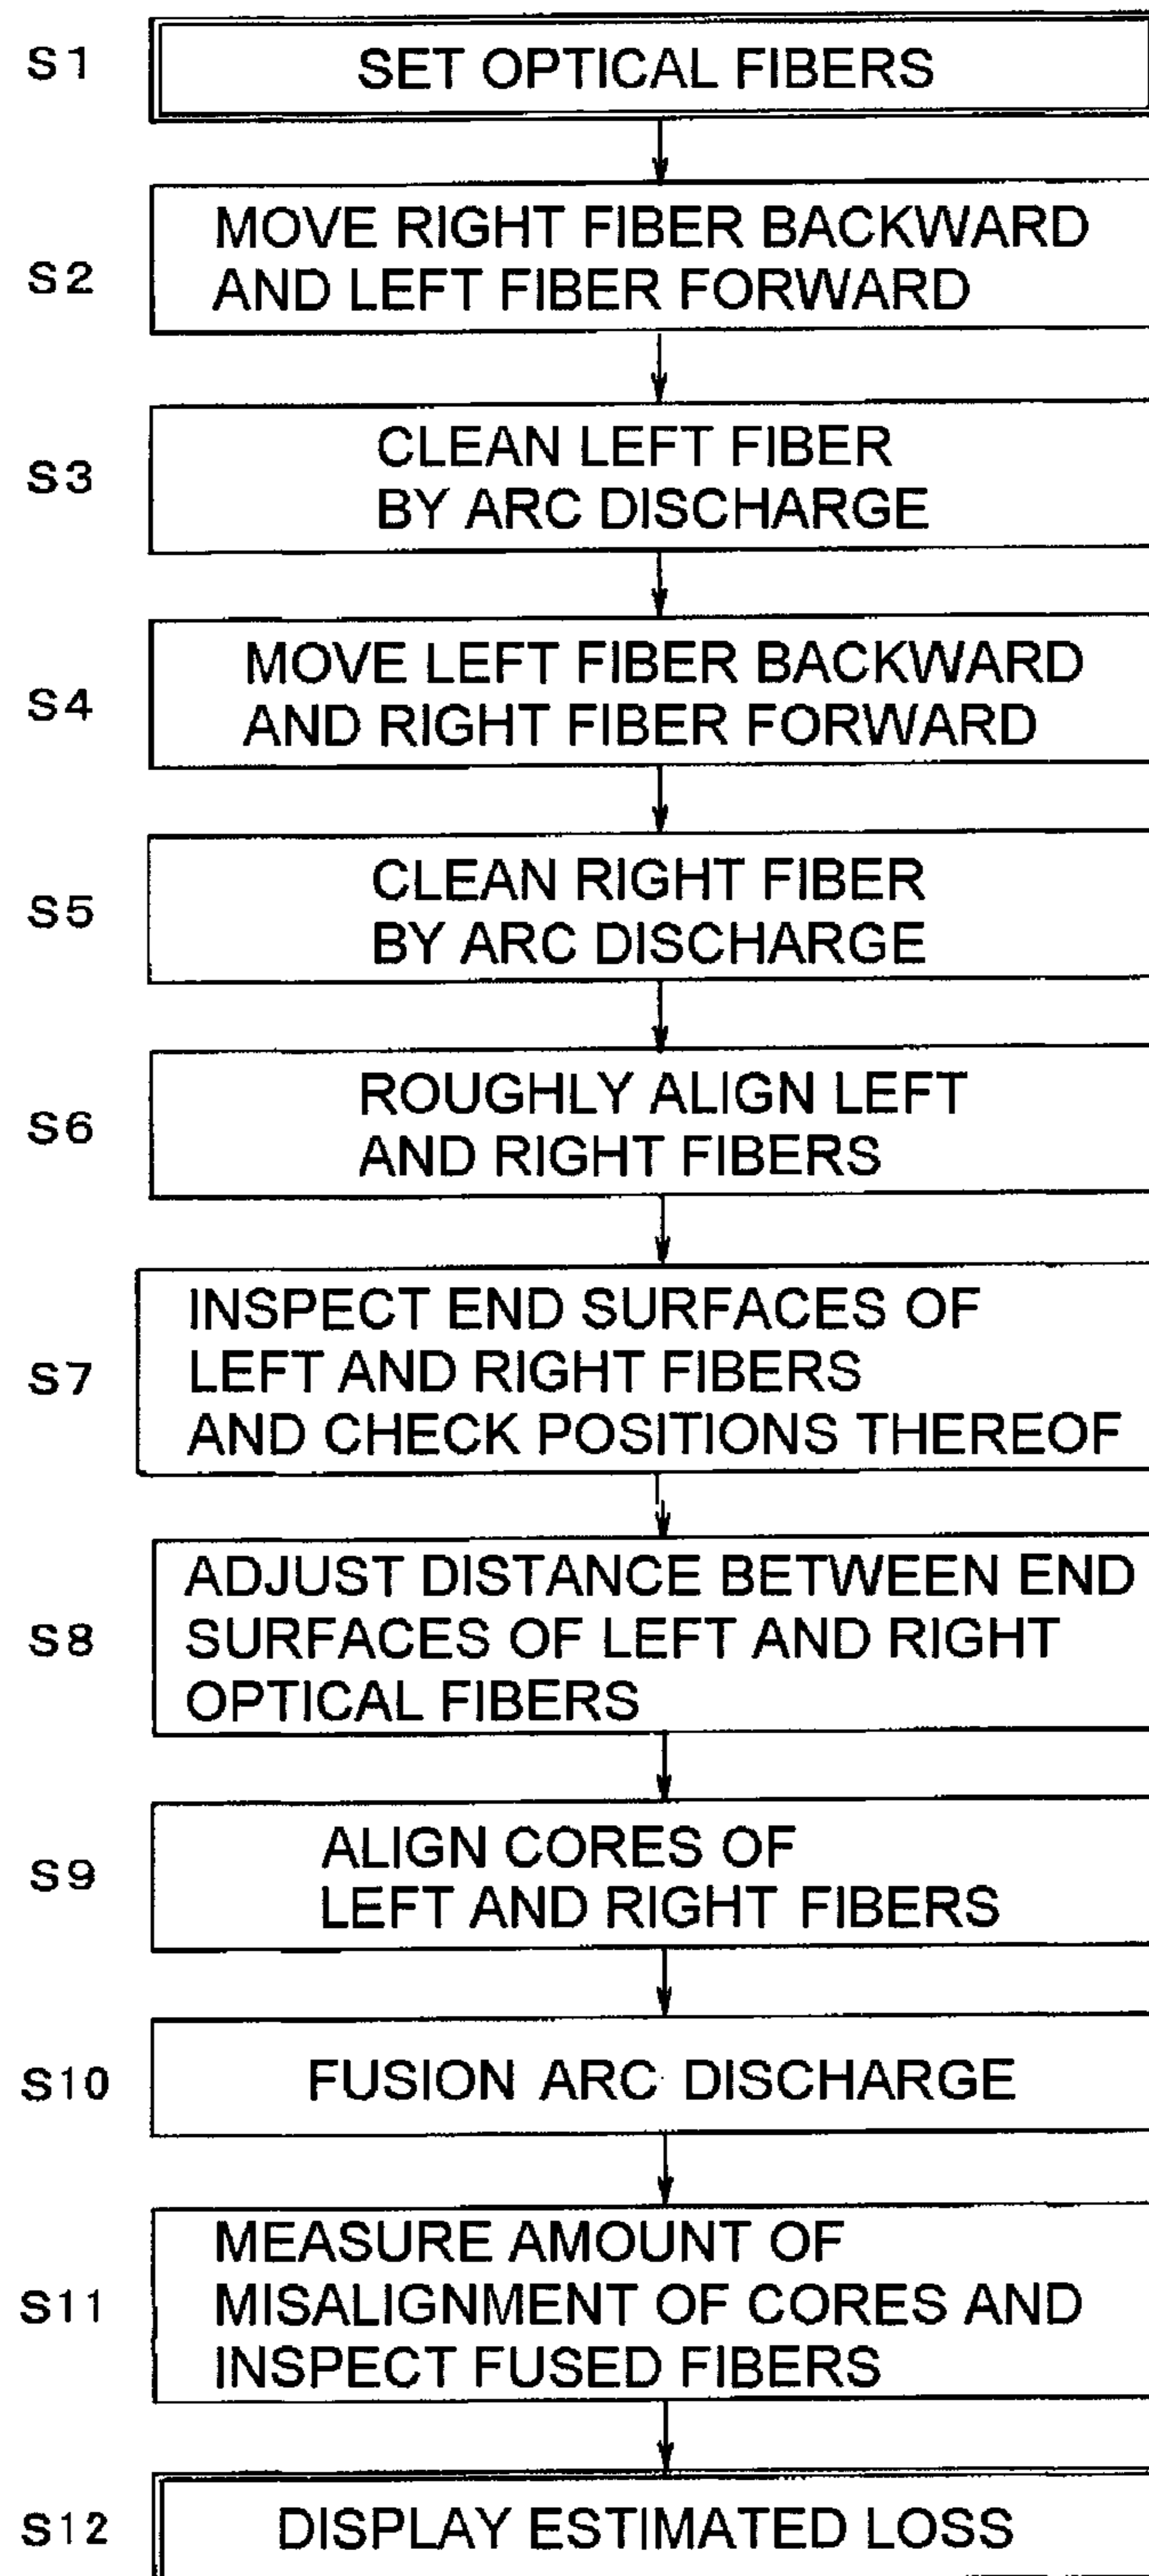 S1
SET OPTICAL FIBERS
S2
MOVE RIGHT FIBER BACKWARD
AND LEFT FIBER FORWARD
S3
CLEAN LEFT FIBER
BY ARC DISCHARGE
S4
MOVE LEFT FIBER BACKWARD
AND RIGHT FIBER FORWARD
S5
CLEAN RIGHT FIBER
BY ARC DISCHARGE
S6
ROUGHLY ALIGN LEFT
AND RIGHT FIBERS
S7
INSPECT END SURFACES OF
LEFT AND RIGHT FIBERS
AND CHECK POSITIONS THEREOF
S8
ADJUST DISTANCE BETWEEN END
SURFACES OF LEFT AND RIGHT
OPTICAL FIBERS
S9
ALIGN CORES OF
LEFT AND RIGHT FIBERS
S10
FUSION ARC DISCHARGE
S11
MEASURE AMOUNT OF
MISALIGNMENT OF CORES AND
INSPECT FUSED FIBERS
S12
DISPLAY ESTIMATED LOSS